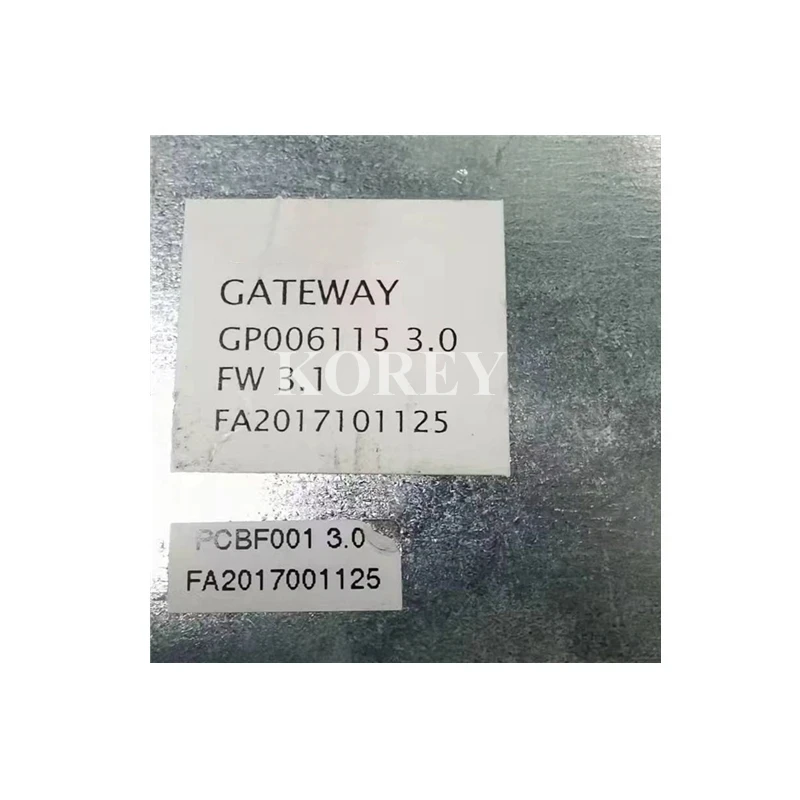 GATEWAY
GP006115 3.0
KOREY
FW 3.1
FA2017101125
PCBF001 3.0
FA2017001125